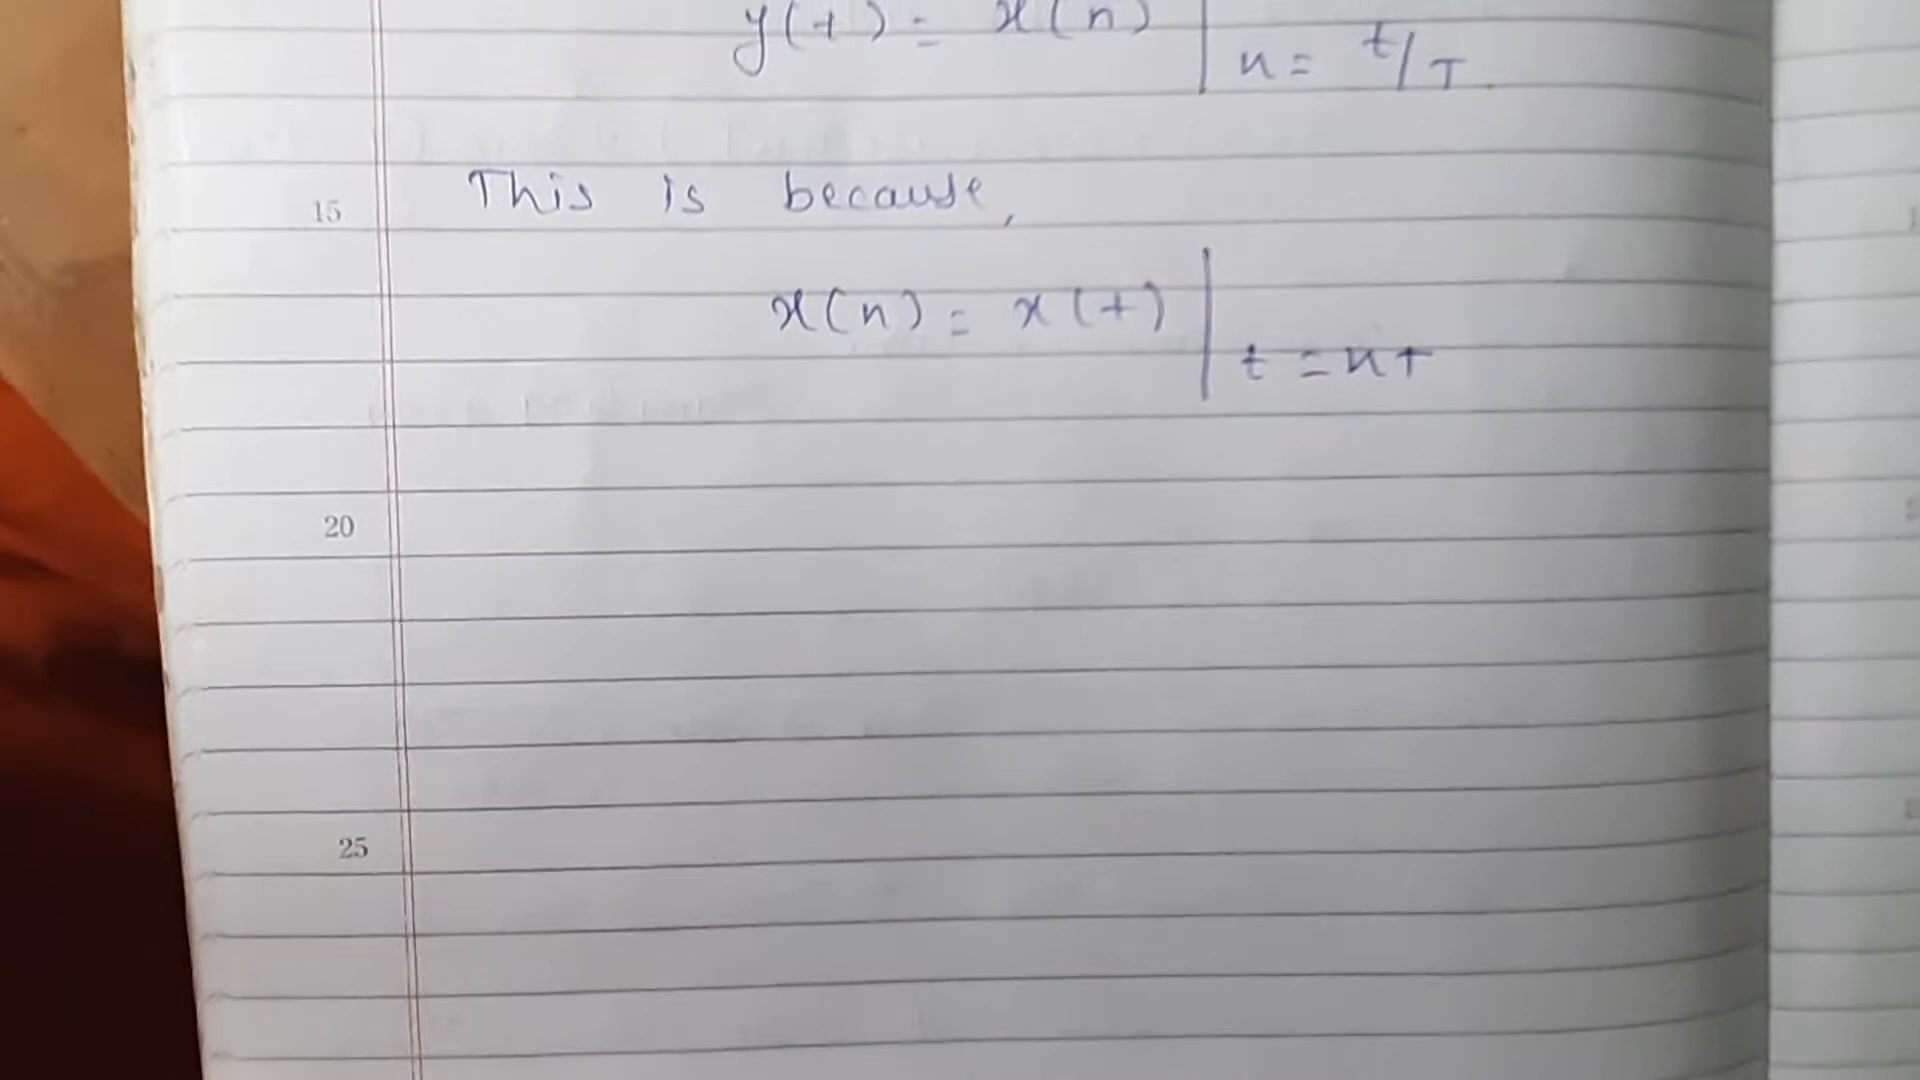 y(t) = x(n) | n = t/T
15 This is because,
x(n) = x(t) | t = nT
20
25